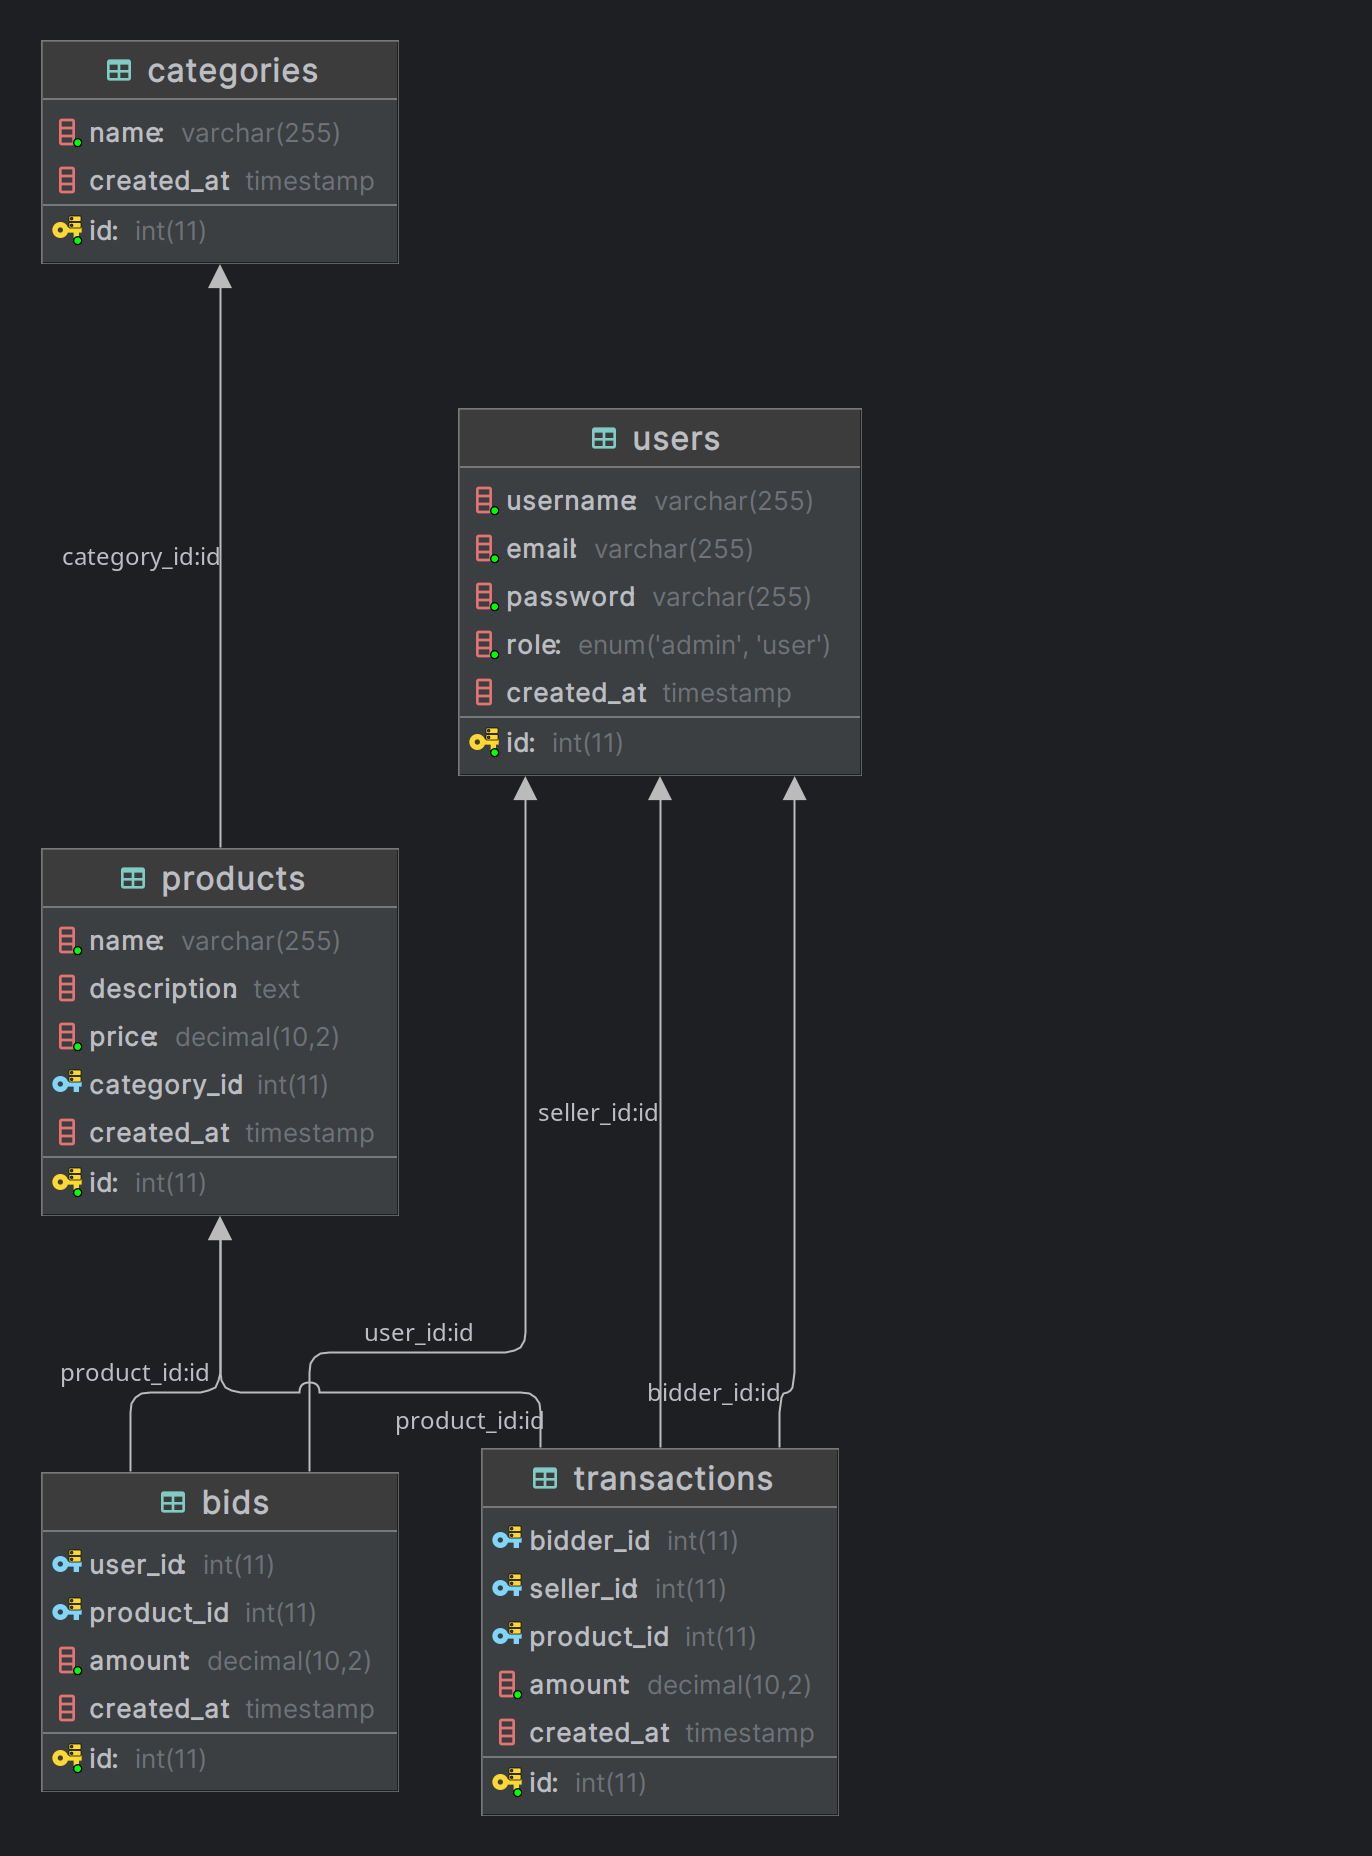 categories
name: varchar(255)
created_at timestamp
id: int(11)
category_id:id
users
username: varchar(255)
email: varchar(255)
password varchar(255)
role: enum('admin', 'user')
created_at timestamp
id: int(11)
products
name: varchar(255)
description: text
price: decimal(10,2)
category_id int(11)
created_at timestamp
id: int(11)
seller_id:id
user_id:id
product_id:id
bidder_id:id
product_id:id
bids
user_id: int(11)
product_id int(11)
amount: decimal(10,2)
created_at timestamp
id: int(11)
transactions
bidder_id int(11)
seller_id: int(11)
product_id int(11)
amount: decimal(10,2)
created_at timestamp
id: int(11)